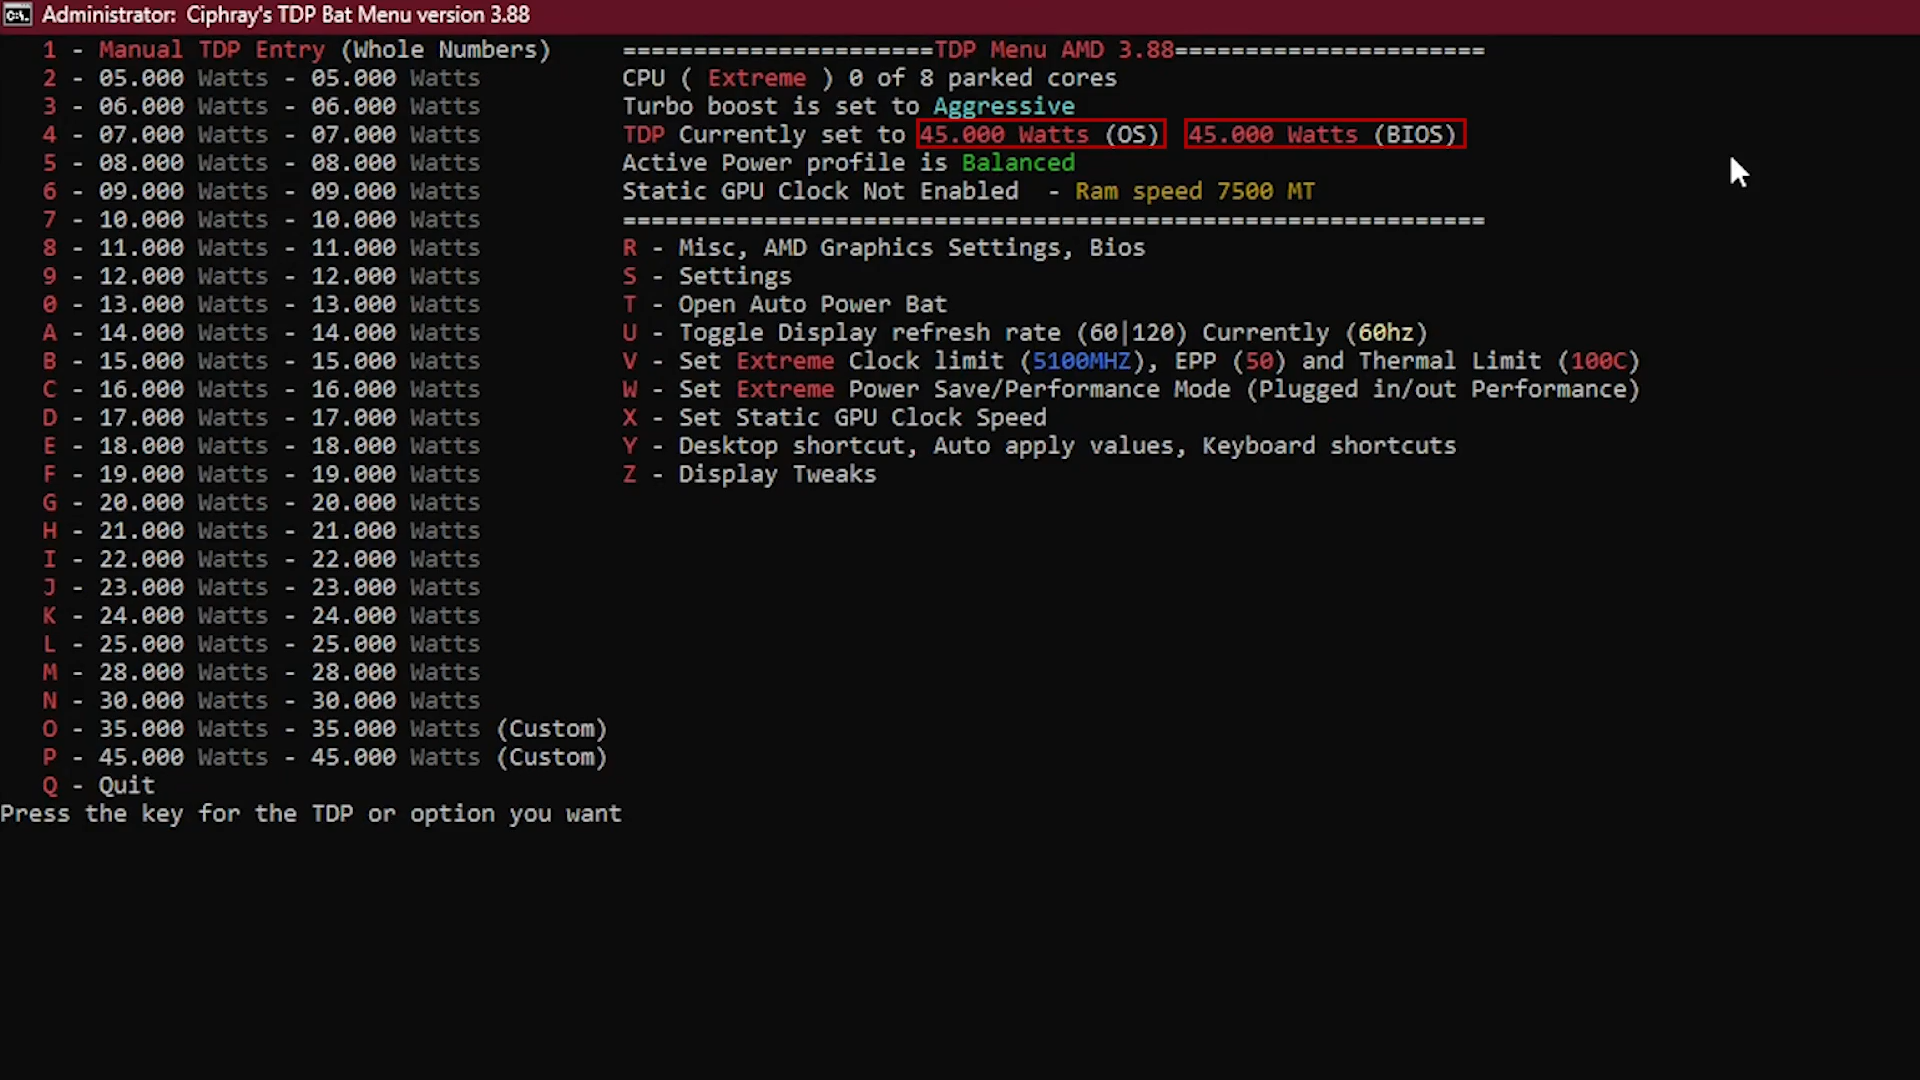 Administrator: Ciphray's TDP Bat Menu version 3.88
1 - Manual TDP Entry (Whole Numbers)
2 - 05.000 Watts - 05.000 Watts
3 - 06.000 Watts - 06.000 Watts
4 - 07.000 Watts - 07.000 Watts
5 - 08.000 Watts - 08.000 Watts
6 - 09.000 Watts - 09.000 Watts
7 - 10.000 Watts - 10.000 Watts
8 - 11.000 Watts - 11.000 Watts
9 - 12.000 Watts - 12.000 Watts
0 - 13.000 Watts - 13.000 Watts
A - 14.000 Watts - 14.000 Watts
B - 15.000 Watts - 15.000 Watts
C - 16.000 Watts - 16.000 Watts
D - 17.000 Watts - 17.000 Watts
E - 18.000 Watts - 18.000 Watts
F - 19.000 Watts - 19.000 Watts
G - 20.000 Watts - 20.000 Watts
H - 21.000 Watts - 21.000 Watts
I - 22.000 Watts - 22.000 Watts
J - 23.000 Watts - 23.000 Watts
K - 24.000 Watts - 24.000 Watts
L - 25.000 Watts - 25.000 Watts
M - 28.000 Watts - 28.000 Watts
N - 30.000 Watts - 30.000 Watts
O - 35.000 Watts - 35.000 Watts (Custom)
P - 45.000 Watts - 45.000 Watts (Custom)
Q - Quit
Press the key for the TDP or option you want
======================TDP Menu AMD 3.88======================
CPU ( Extreme ) 0 of 8 parked cores
Turbo boost is set to Aggressive
TDP Currently set to 45.000 Watts (OS) 45.000 Watts (BIOS)
Active Power profile is Balanced
Static GPU Clock Not Enabled - Ram speed 7500 MT
=============================================================
R - Misc, AMD Graphics Settings, Bios
S - Settings
T - Open Auto Power Bat
U - Toggle Display refresh rate (60|120) Currently (60hz)
V - Set Extreme Clock limit (5100MHZ), EPP (50) and Thermal Limit (100C)
W - Set Extreme Power Save/Performance Mode (Plugged in/out Performance)
X - Set Static GPU Clock Speed
Y - Desktop shortcut, Auto apply values, Keyboard shortcuts
Z - Display Tweaks